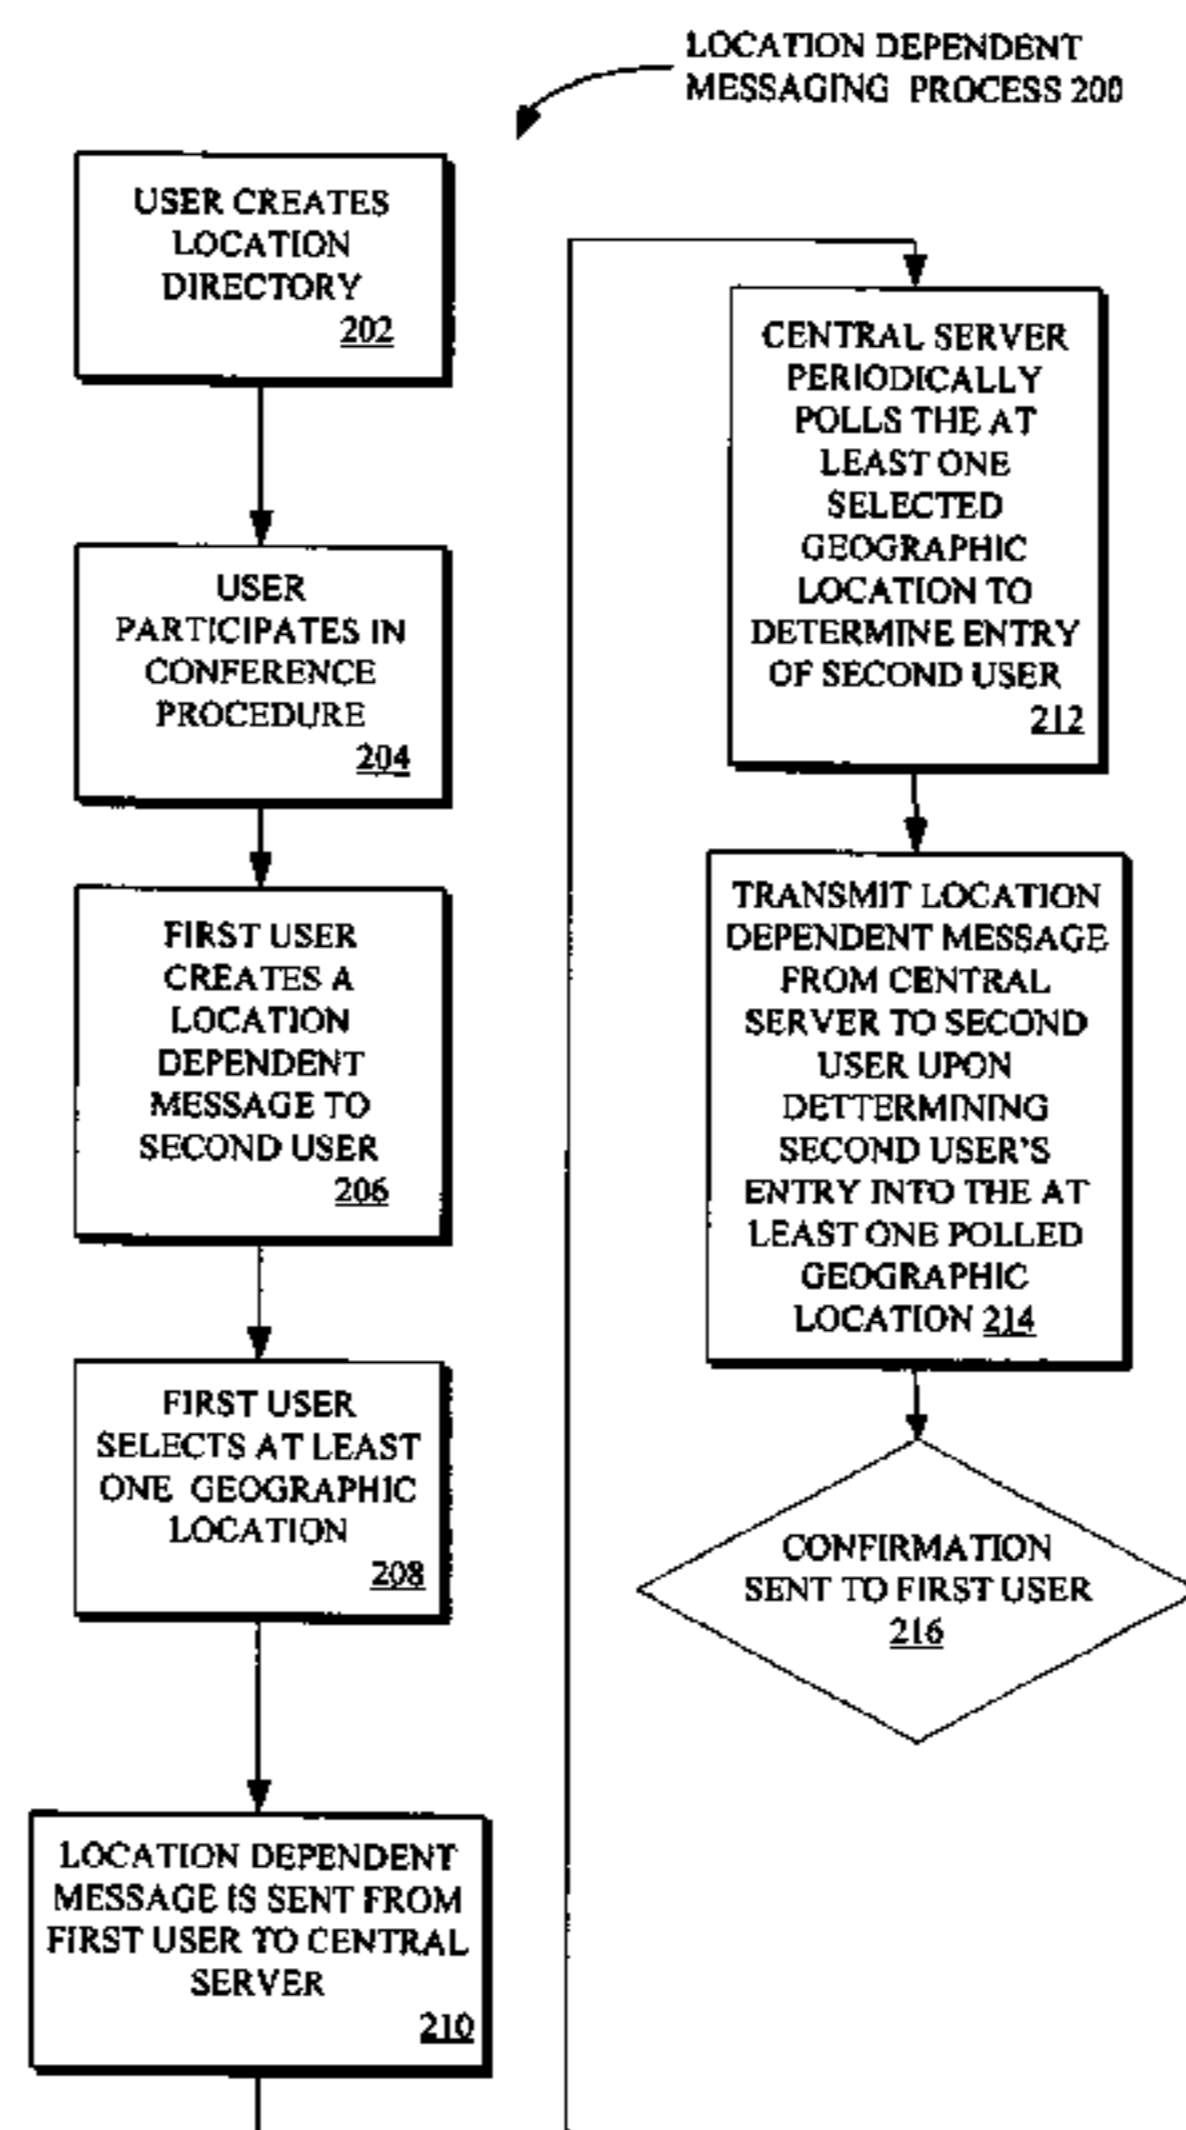 LOCATION DEPENDENT
MESSAGING PROCESS 200
USER CREATES
LOCATION
DIRECTORY
202
USER
PARTICIPATES IN
CONFERENCE
PROCEDURE
204
FIRST USER
CREATES A
LOCATION
DEPENDENT
MESSAGE TO
SECOND USER
206
FIRST USER
SELECTS AT LEAST
ONE GEOGRAPHIC
LOCATION
208
LOCATION DEPENDENT
MESSAGE IS SENT FROM
FIRST USER TO CENTRAL
SERVER
210
CENTRAL SERVER
PERIODICALLY
POLLS THE AT
LEAST ONE
SELECTED
GEOGRAPHIC
LOCATION TO
DETERMINE ENTRY
OF SECOND USER
212
TRANSMIT LOCATION
DEPENDENT MESSAGE
FROM CENTRAL
SERVER TO SECOND
USER UPON
DETTERMINING
SECOND USER'S
ENTRY INTO THE AT
LEAST ONE POLLED
GEOGRAPHIC
LOCATION 214
CONFIRMATION
SENT TO FIRST USER
216